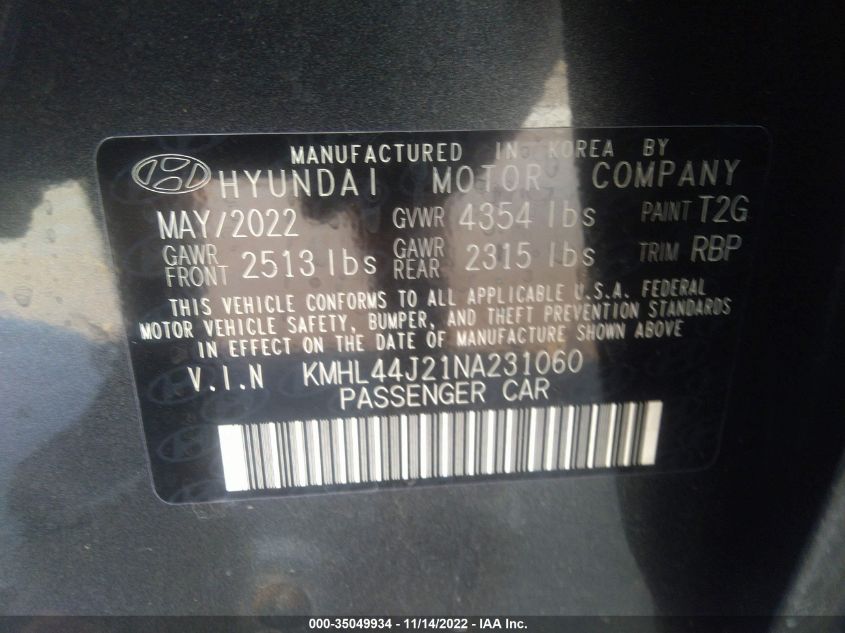 MANUFACTURED IN KOREA BY
HYUNDAI MOTOR COMPANY
MAY/2022 GVWR 4354 lbs PAINT T2G
GAWR FRONT 2513 lbs GAWR REAR 2315 lbs TRIM RBP
THIS VEHICLE CONFORMS TO ALL APPLICABLE U.S.A. FEDERAL
MOTOR VEHICLE SAFETY, BUMPER, AND THEFT PREVENTION STANDARDS
IN EFFECT ON THE DATE OF MANUFACTURE SHOWN ABOVE
V.I.N KMHL44J21NA231060
PASSENGER CAR
000-35049934 - 11/14/2022 - IAA Inc.